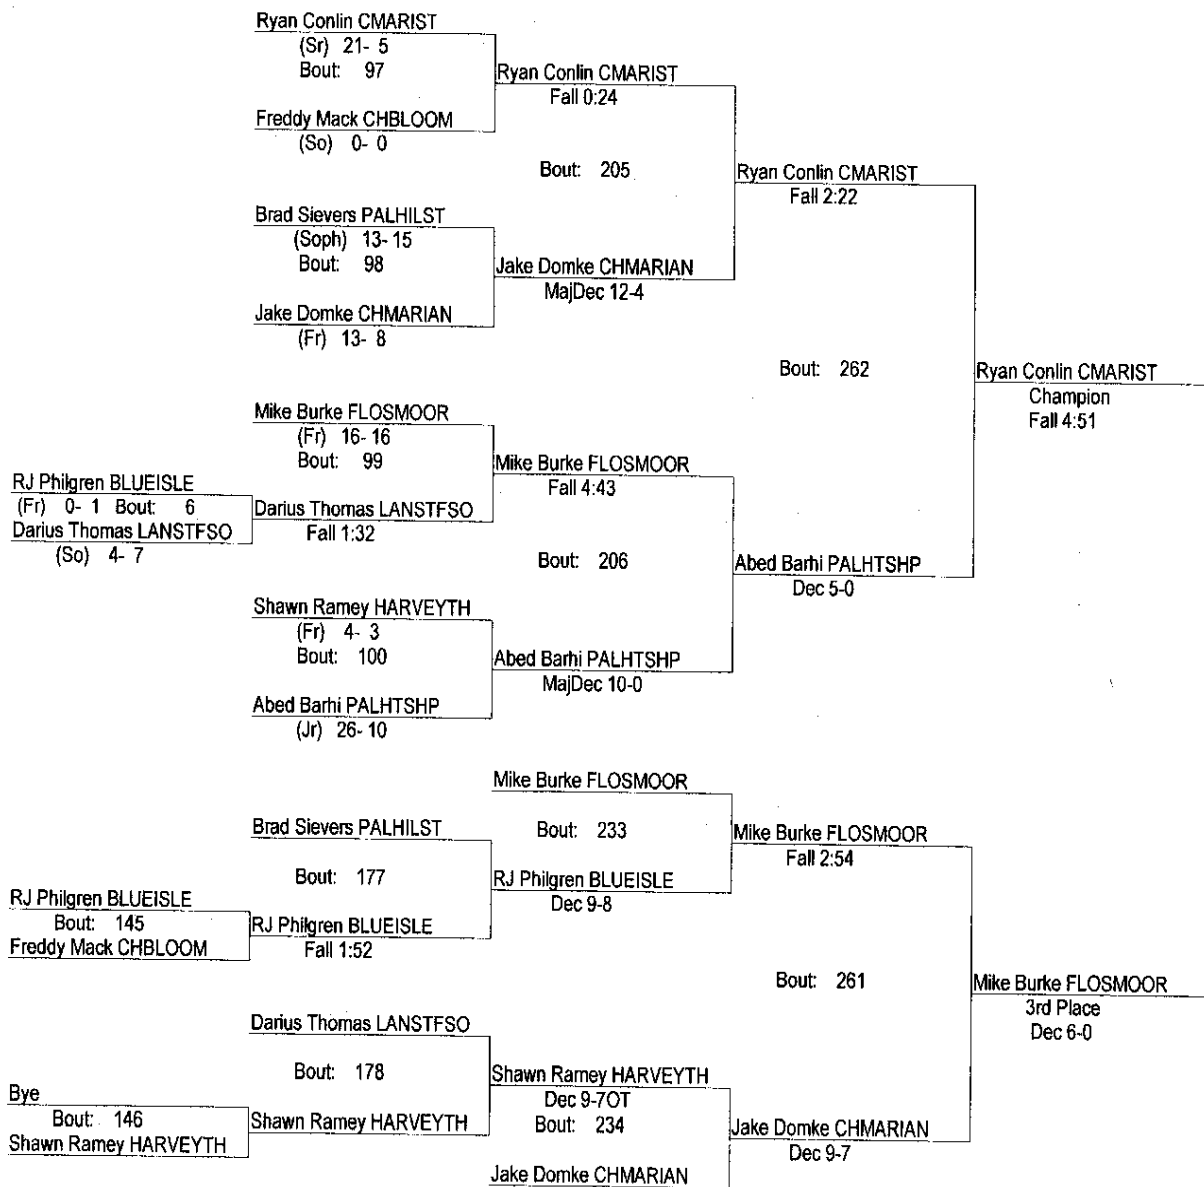 Ryan Conlin CMARIST
(Sr) 21- 5
Bout: 97
Ryan Conlin CMARIST
Fall 0:24
Freddy Mack CHBLOOM
(So) 0- 0
Bout: 205
Ryan Conlin CMARIST
Fall 2:22
Brad Sievers PALHILST
(Soph) 13- 15
Bout: 98
Jake Domke CHMARIAN
MajDec 12-4
Jake Domke CHMARIAN
(Fr) 13- 8
Bout: 262
Ryan Conlin CMARIST
Champion
Fall 4:51
Mike Burke FLOSMOOR
(Fr) 16- 16
Bout: 99
Mike Burke FLOSMOOR
Fall 4:43
RJ Philgren BLUEISLE
(Fr) 0- 1 Bout: 6
Darius Thomas LANSTFSO
(So) 4- 7
Darius Thomas LANSTFSO
Fall 1:32
Bout: 206
Abed Barhi PALHTSHP
Dec 5-0
Shawn Ramey HARVEYTH
(Fr) 4- 3
Bout: 100
Abed Barhi PALHTSHP
MajDec 10-0
Abed Barhi PALHTSHP
(Jr) 26- 10
Mike Burke FLOSMOOR
Bout: 233
Mike Burke FLOSMOOR
Fall 2:54
Brad Sievers PALHILST
Bout: 177
RJ Philgren BLUEISLE
Dec 9-8
RJ Philgren BLUEISLE
Bout: 145
Freddy Mack CHBLOOM
RJ Philgren BLUEISLE
Fall 1:52
Bout: 261
Mike Burke FLOSMOOR
3rd Place
Dec 6-0
Darius Thomas LANSTFSO
Bout: 178
Shawn Ramey HARVEYTH
Dec 9-7OT
Bout: 234
Bye
Bout: 146
Shawn Ramey HARVEYTH
Shawn Ramey HARVEYTH
Jake Domke CHMARIAN
Dec 9-7
Jake Domke CHMARIAN